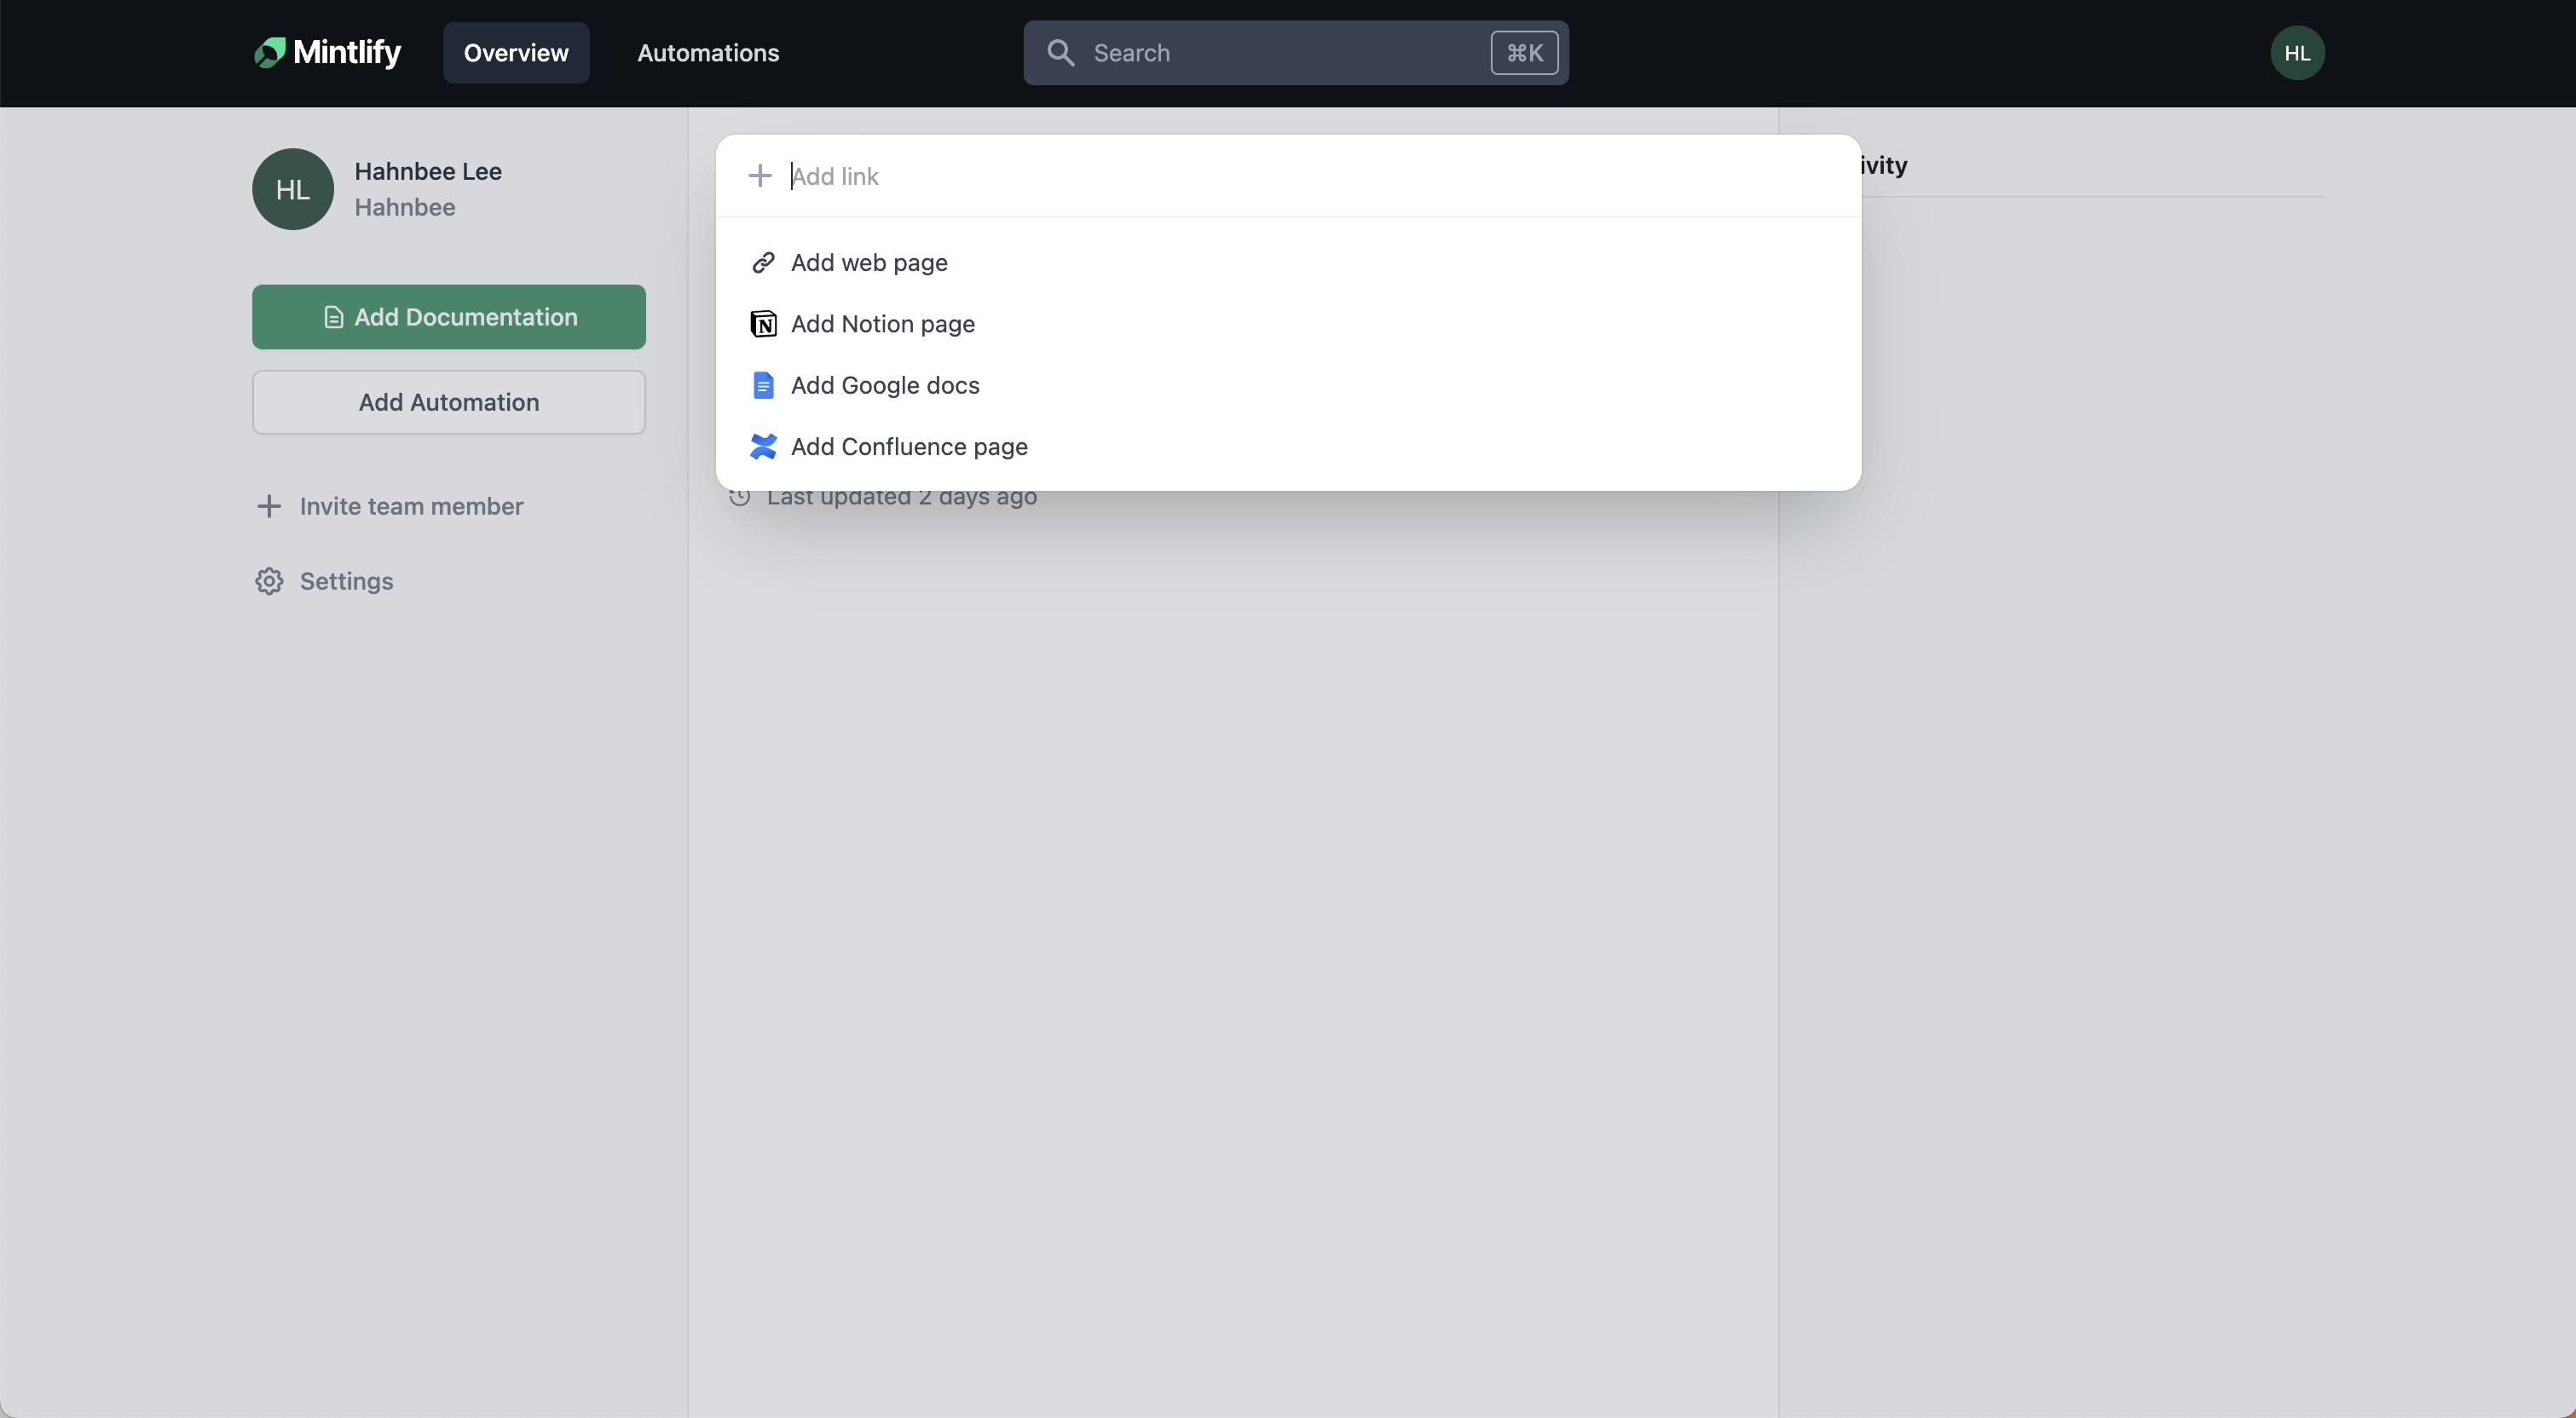 Mintlify
Overview
Automations
Search
⌘K
HL
HL
Hahnbee Lee
Hahnbee
Add Documentation
Add Automation
Invite team member
Settings
Add link
Add web page
Add Notion page
Add Google docs
Add Confluence page
Last updated 2 days ago
ivity